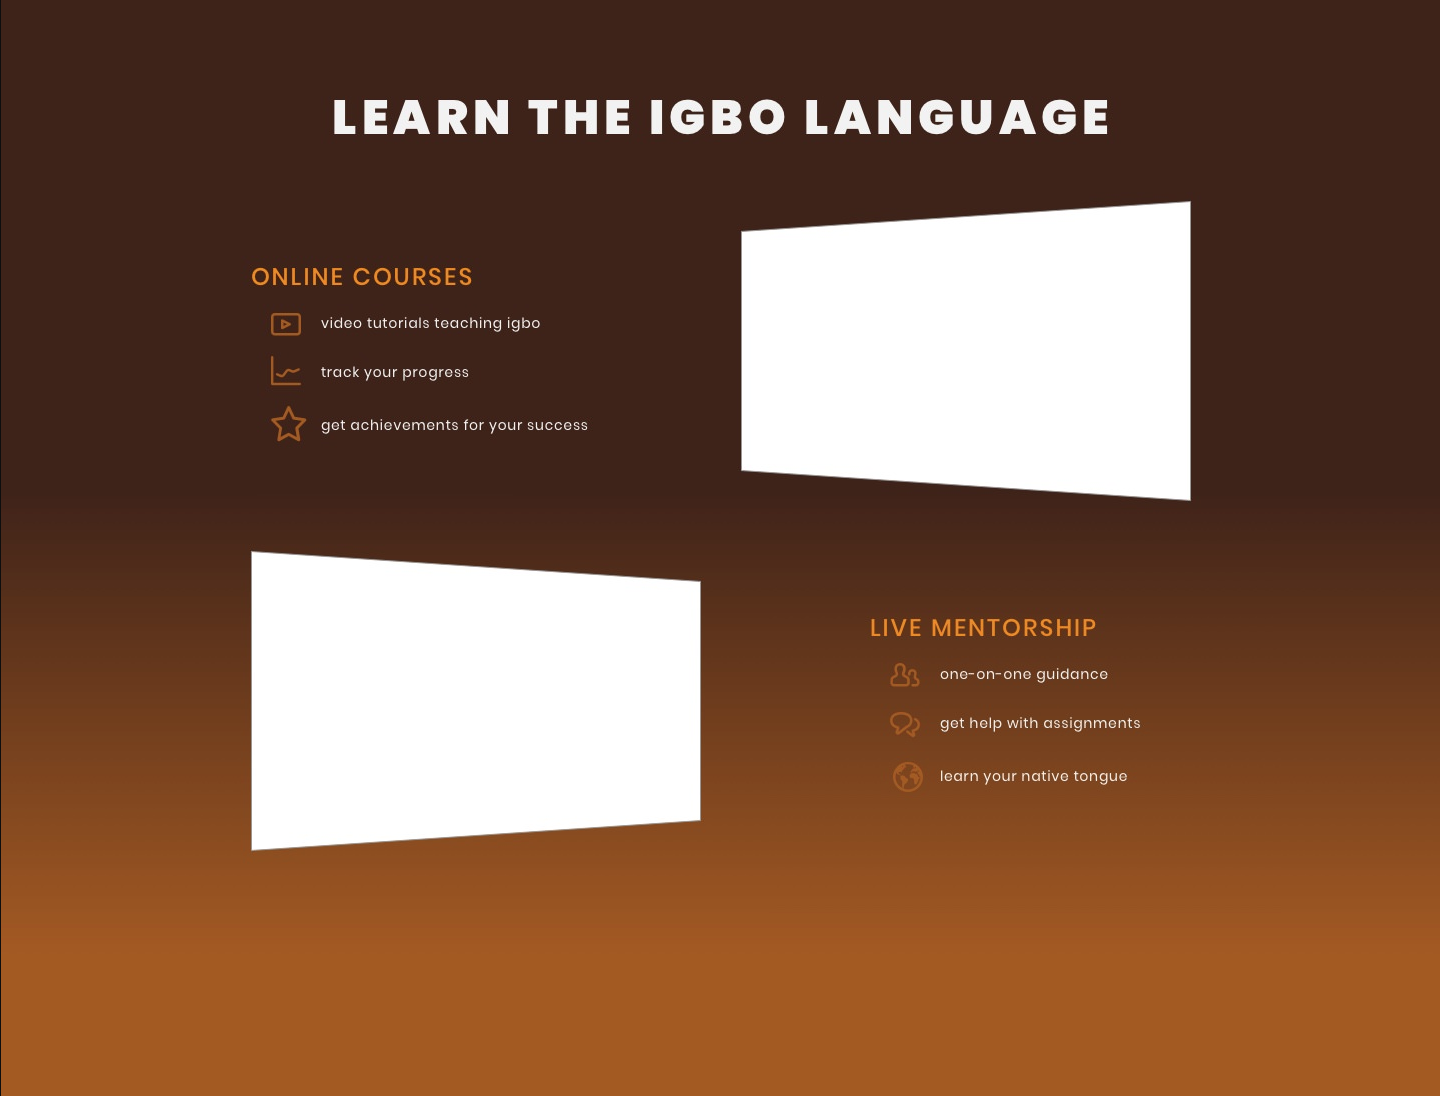 LEARN THE IGBO LANGUAGE
ONLINE COURSES
video tutorials teaching igbo
track your progress
get achievements for your success
LIVE MENTORSHIP
one-on-one guidance
get help with assignments
learn your native tongue